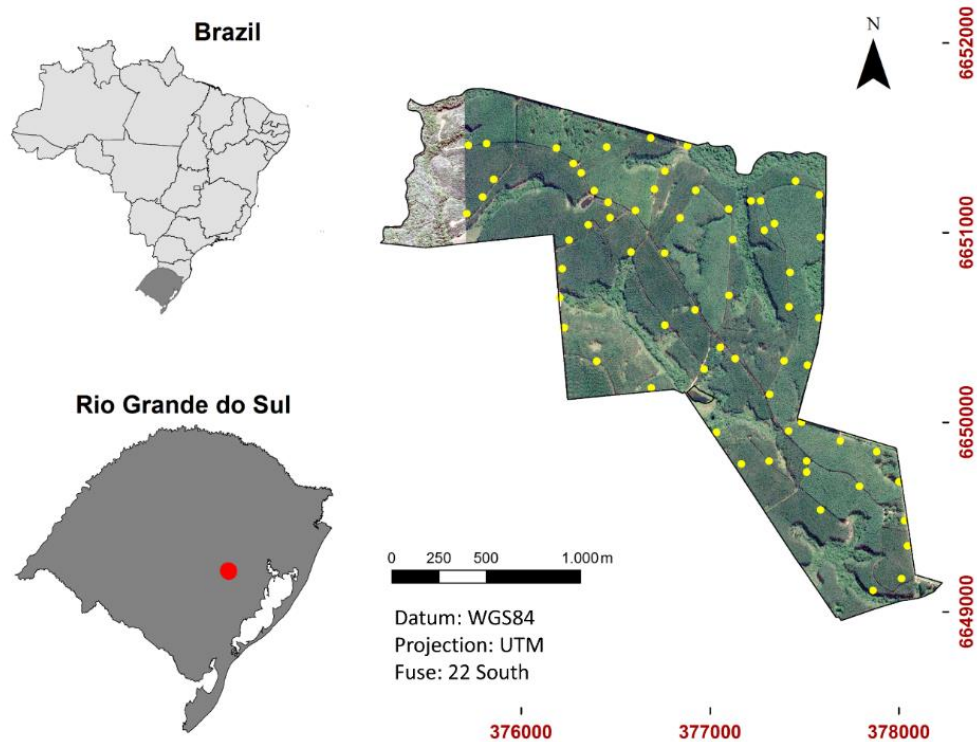 Brazil
N
6652000
6651000
Rio Grande do Sul
6650000
0 250 500 1.000 m
Datum: WGS84
Projection: UTM
Fuse: 22 South
6649000
376000 377000 378000